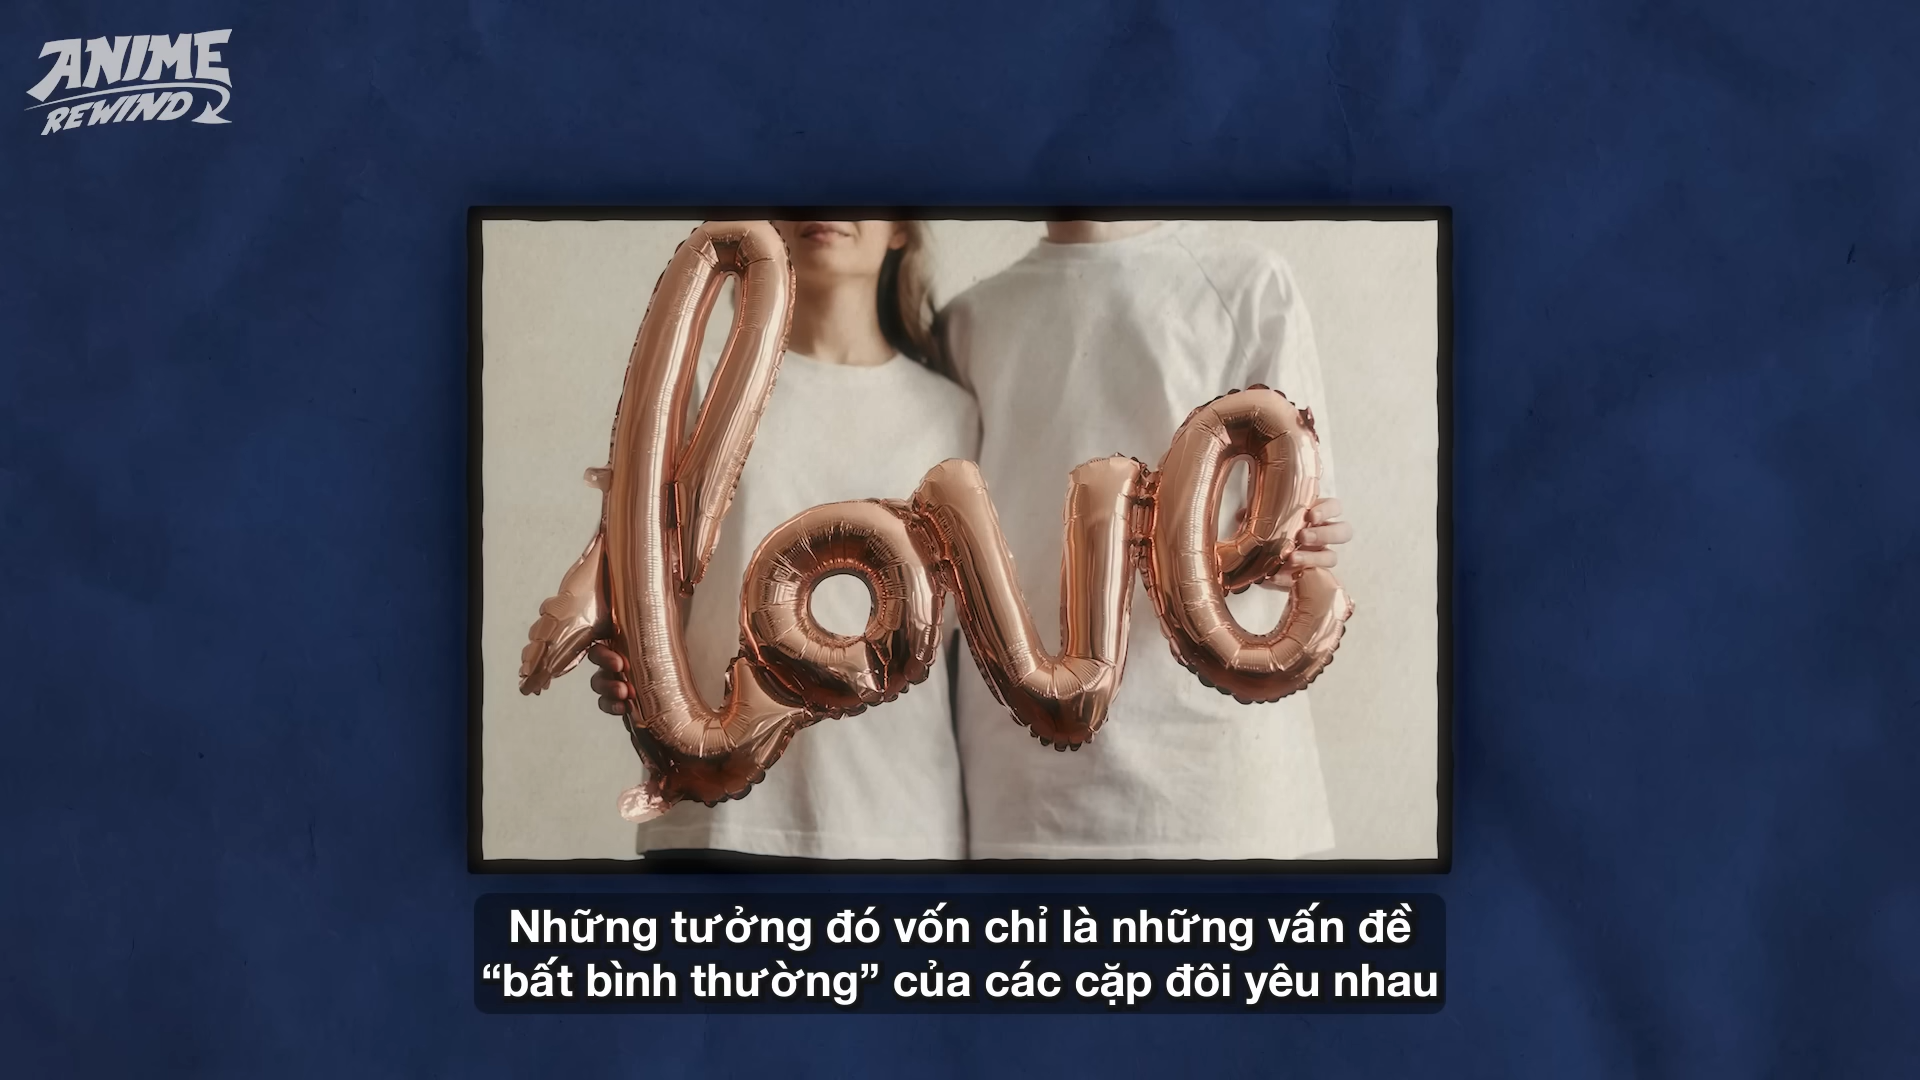 ANIME
REWIND
love
Những tưởng đó vốn chỉ là những vấn đề
“bất bình thường” của các cặp đôi yêu nhau